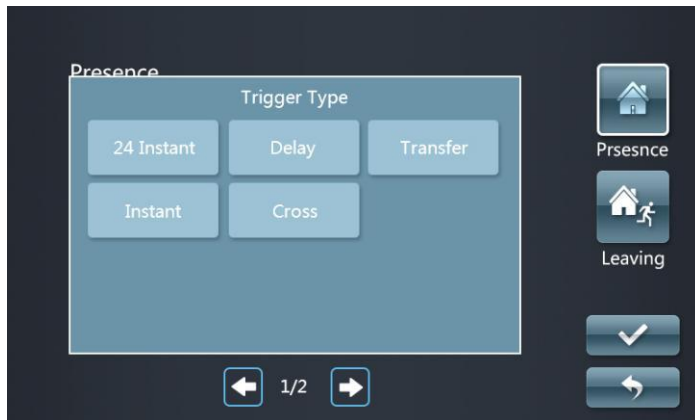 Presence
Trigger Type
24 Instant Delay Transfer
Instant Cross
Prsesnce
Leaving
1/2